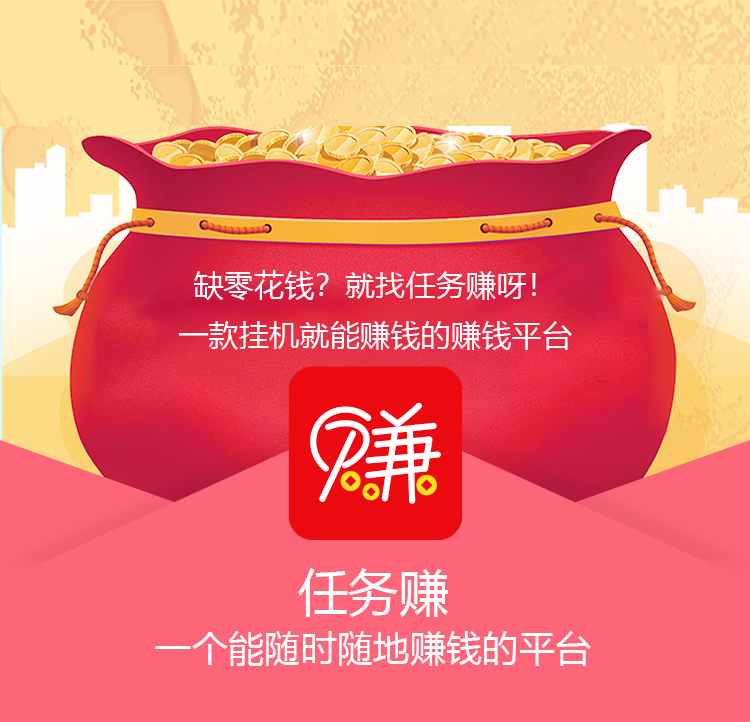 缺零花钱？就找任务赚呀！
一款挂机就能赚钱的赚钱平台
赚
任务赚
一个能随时随地赚钱的平台